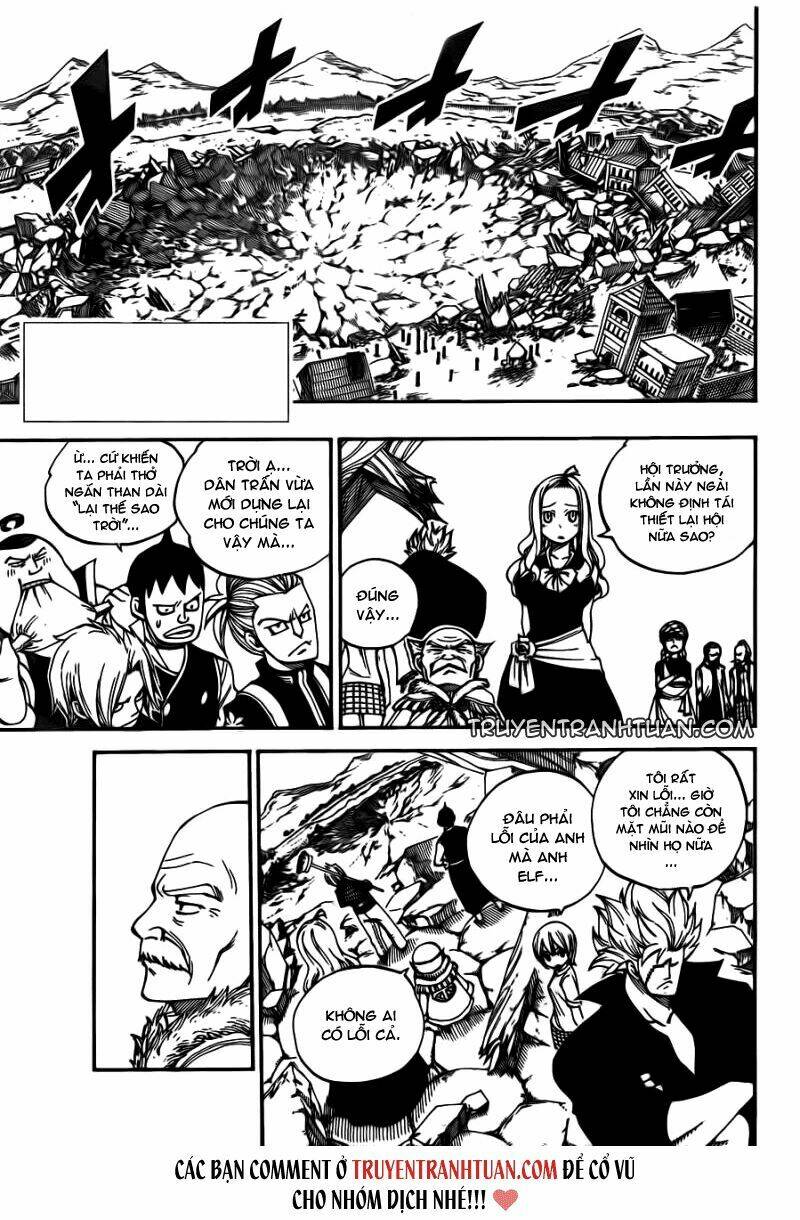 HỘI TRƯỞNG,
LẦN NÀY NGÀI
KHÔNG ĐỊNH TÁI
THIẾT LẠI HỘI
NỮA SAO?
ĐÚNG
VẬY...
TRỜI Ạ...
DÂN TRẤN VỪA
MỚI DỰNG LẠI
CHO CHÚNG TA
VẬY MÀ...
Ừ... CỨ KHIẾN
TA PHẢI THỞ
NGẮN THAN DÀI
"LẠI THẾ SAO
TRỜI"...
TRUYENTRANHTUAN.COM
TÔI RẤT
XIN LỖI... GIỜ
TÔI CHẲNG CÒN
MẶT MŨI NÀO ĐỂ
NHÌN HỌ NỮA
...
ĐÂU PHẢI
LỖI CỦA ANH
MÀ ANH
ELF...
KHÔNG AI
CÓ LỖI CẢ.
CÁC BẠN COMMENT Ở TRUYENTRANHTUAN.COM ĐỂ CỔ VŨ
CHO NHÓM DỊCH NHÉ!!!